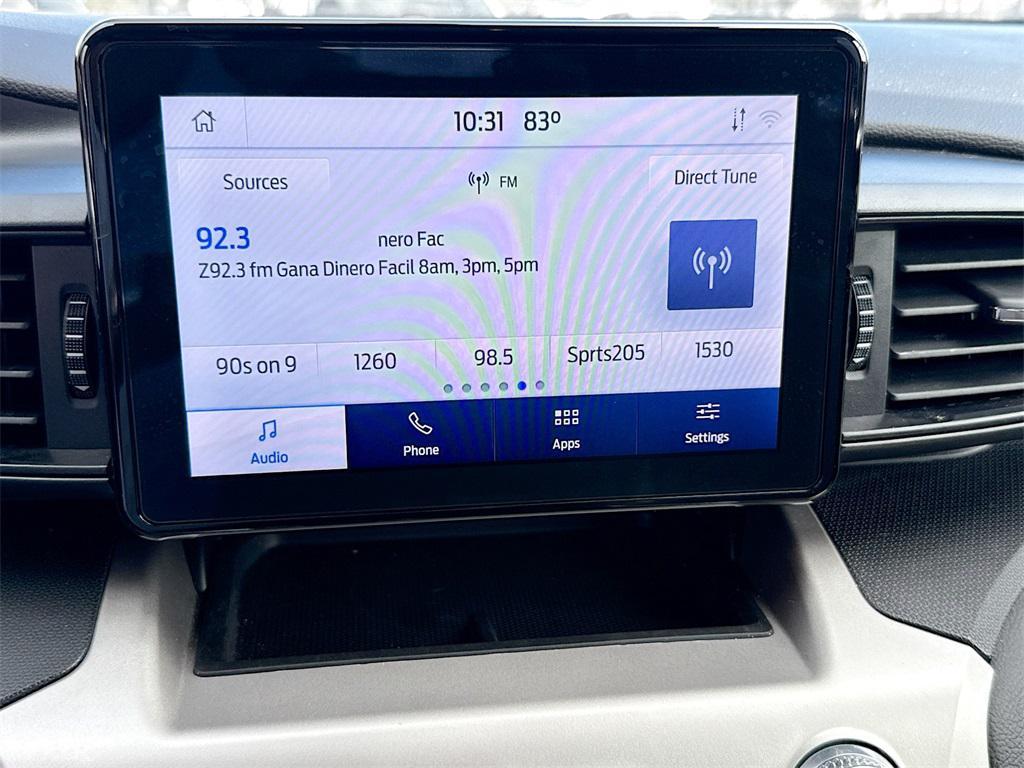 10:31 83º
Sources
FM
Direct Tune
92.3
nero Fac
Z92.3 fm Gana Dinero Facil 8am, 3pm, 5pm
90s on 9
1260
98.5
Sprts205
1530
Audio
Phone
Apps
Settings